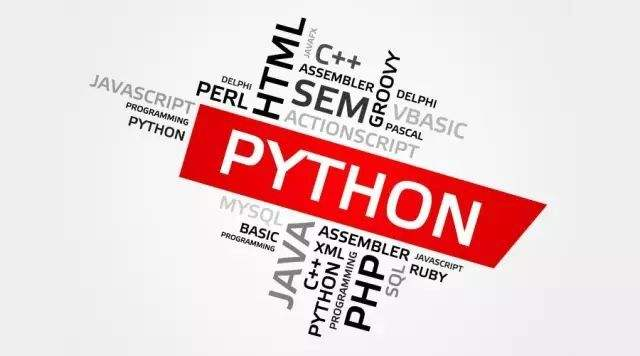 HTML
JAVAFX
C++
ASSEMBLER
SEM
GROOVY
DELPHI
VBASIC
PASCAL
ACTIONSCRIPT
JAVASCRIPT
PROGRAMMING
PYTHON
DELPHI
PERL
PYTHON
MYSQL
BASIC
PROGRAMMING
JAVA
ASSEMBLER
XML
C++
PYTHON
PROGRAMMING
PHP
SQL
JAVASCRIPT
RUBY